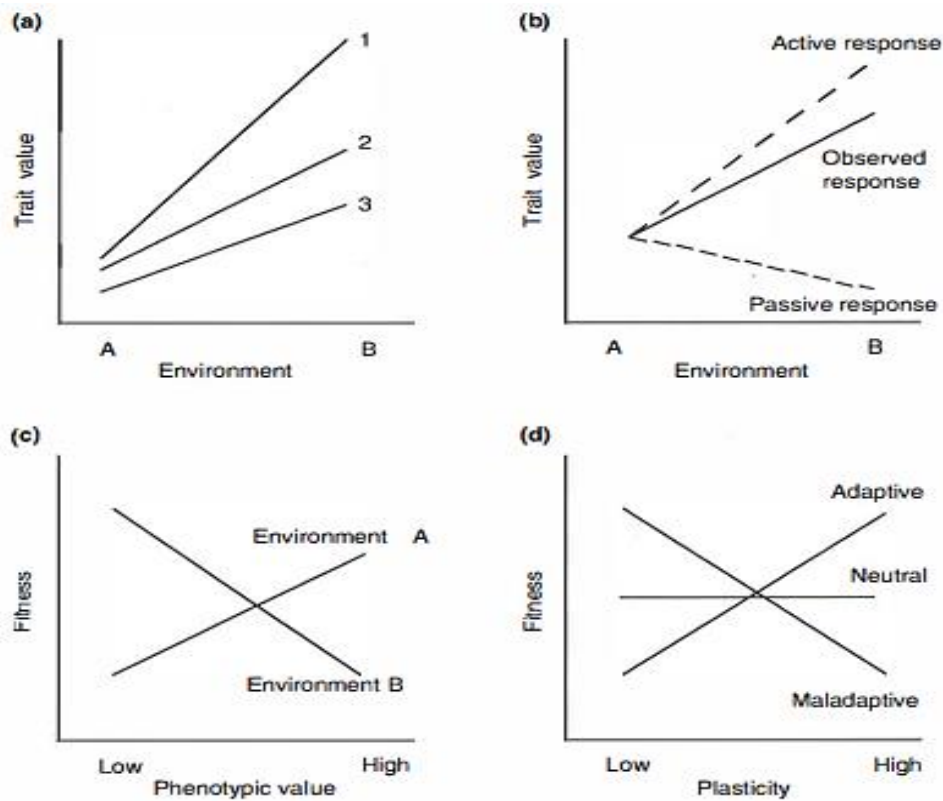 (a)
1
2
3
Trait value
A
B
Environment
(b)
Active response
Observed
response
Passive response
Trait value
A
B
Environment
(c)
Environment A
Environment B
Fitness
Low
High
Phenotypic value
(d)
Adaptive
Neutral
Maladaptive
Fitness
Low
High
Plasticity